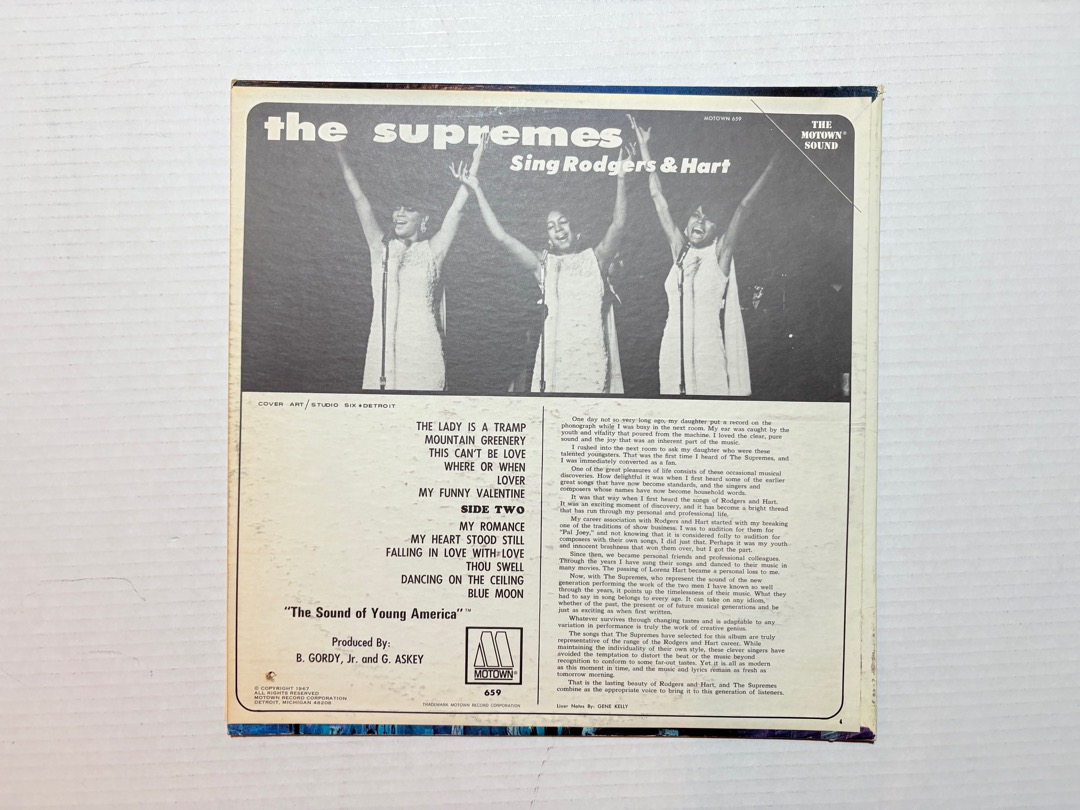 MOTOWN 659
THE
MOTOWN®
SOUND
the supremes
Sing Rodgers & Hart
COVER ART/STUDIO SIX★DETROIT
THE LADY IS A TRAMP
MOUNTAIN GREENERY
THIS CAN'T BE LOVE
WHERE OR WHEN
LOVER
MY FUNNY VALENTINE
SIDE TWO
MY ROMANCE
MY HEART STOOD STILL
FALLING IN LOVE WITH LOVE
THOU SWELL
DANCING ON THE CEILING
BLUE MOON
"The Sound of Young America"™
Produced By:
B. GORDY, Jr. and G. ASKEY
MOTOWN®
659
© COPYRIGHT 1967
ALL RIGHTS RESERVED
MOTOWN RECORD CORPORATION
DETROIT, MICHIGAN 48208
TRADEMARK MOTOWN RECORD CORPORATION
One day not so very long ago, my daughter put a record on the
phonograph while I was busy in the next room. My ear was caught by the
youth and vitality that poured from the machine. I loved the clear, pure
sound and the joy that was an inherent part of the music.
I rushed into the next room to ask my daughter who were these
talented youngsters. That was the first time I heard of The Supremes, and
I was immediately converted as a fan.
One of the great pleasures of life consists of these occasional musical
discoveries. How delightful it was when I first heard some of the earlier
great songs that have now become standards, and the singers and
composers whose names have now become household words.
It was that way when I first heard the songs of Rodgers and Hart.
It was an exciting moment of discovery, and it has become a bright thread
that has run through my personal and professional life.
My career association with Rodgers and Hart started with my breaking
one of the traditions of show business. I was to audition for them for
"Pal Joey," and not knowing that it is considered folly to audition for
composers with their own songs, I did just that. Perhaps it was my youth
and innocent brashness that won them over, but I got the part.
Since then, we became personal friends and professional colleagues.
Through the years I have sung their songs and danced to their music in
many movies. The passing of Lorenz Hart became a personal loss to me.
Now, with The Supremes, who represent the sound of the new
generation performing the work of the two men I have known so well
through the years, it points up the timelessness of their music. What they
had to say in song belongs to every age. It can take on any idiom,
whether of the past, the present or of future musical generations and be
just as exciting as when first written.
Whatever survives through changing tastes and is adaptable to any
variation in performance is truly the work of creative genius.
The songs that The Supremes have selected for this album are truly
representative of the range of the Rodgers and Hart career. While
maintaining the individuality of their own style, these clever singers have
avoided the temptation to distort the beat or the music beyond
recognition to conform to some far-out tastes. Yet it is all as modern
as this moment in time, and the music and lyrics remain as fresh as
tomorrow morning.
That is the lasting beauty of Rodgers and Hart, and The Supremes
combine as the appropriate voice to bring it to this generation of listeners.
Liner Notes By: GENE KELLY